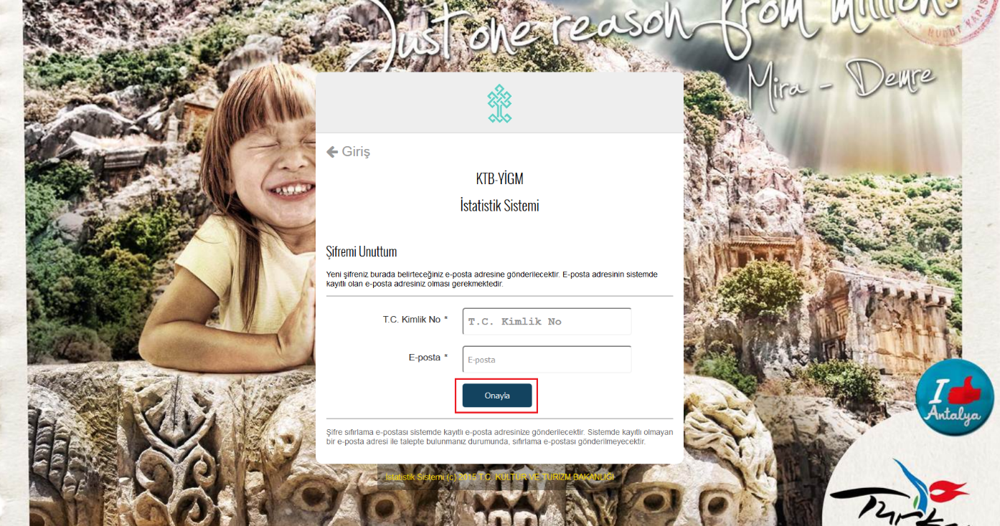 Just one reason from millions
Mira - Demre
Giriş
KTB-YİGM
İstatistik Sistemi
Şifremi Unuttum
Yeni şifreniz burada belirteceğiniz e-posta adresine gönderilecektir. E-posta adresinin sistemde
kayıtlı olan e-posta adresiniz olması gerekmektedir.
T.C. Kimlik No *
T.C. Kimlik No
E-posta *
E-posta
Onayla
Şifre sıfırlama e-postası sistemde kayıtlı e-posta adresinize gönderilecektir. Sistemde kayıtlı olmayan
bir e-posta adresi ile talepte bulunmanız durumunda, sıfırlama e-postası gönderilmeyecektir.
İstatistik Sistemi (c) 2015 T.C. KÜLTÜR VE TURİZM BAKANLIĞI
I
Antalya